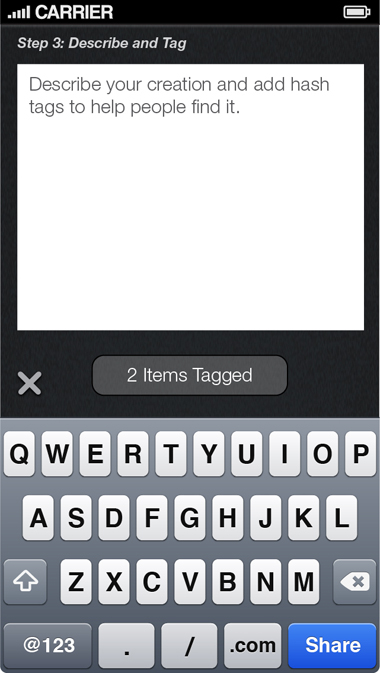 CARRIER
Step 3: Describe and Tag
Describe your creation and add hash
tags to help people find it.
2 Items Tagged
Q W E R T Y U I O P
A S D F G H J K L
Z X C V B N M
@123 . / .com Share